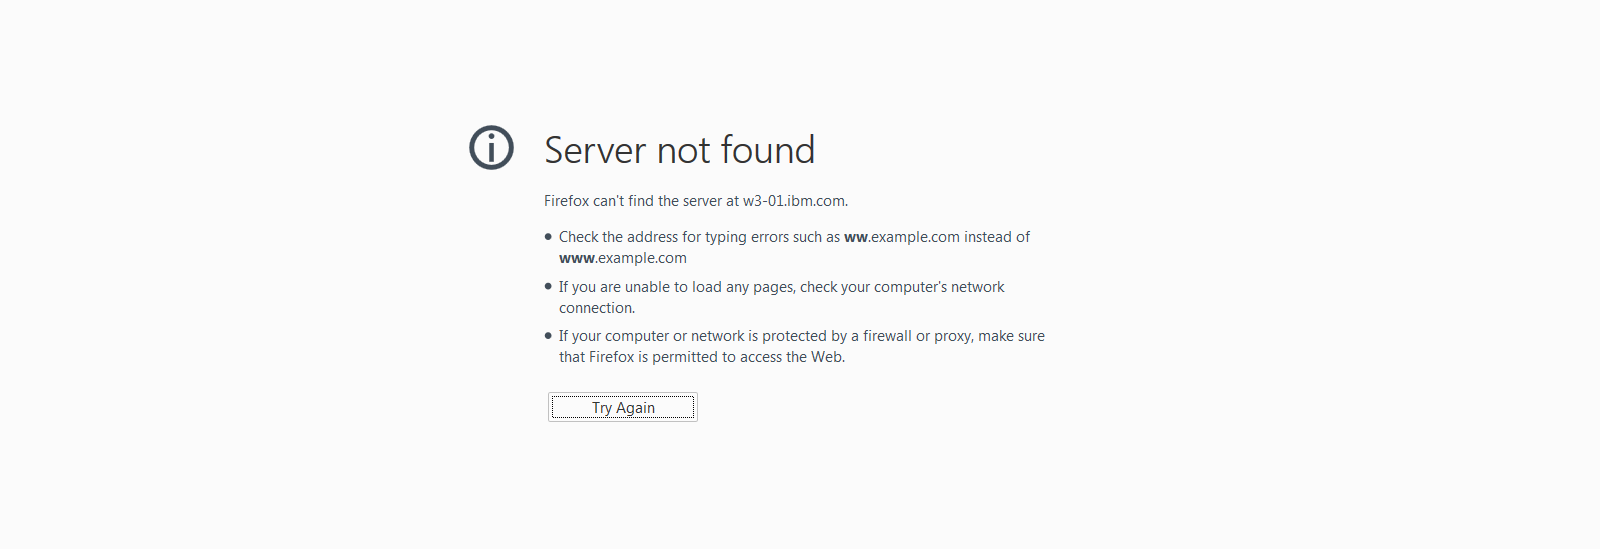 Server not found
Firefox can't find the server at w3-01.ibm.com.
Check the address for typing errors such as ww.example.com instead of
www.example.com
If you are unable to load any pages, check your computer's network
connection.
If your computer or network is protected by a firewall or proxy, make sure
that Firefox is permitted to access the Web.
Try Again